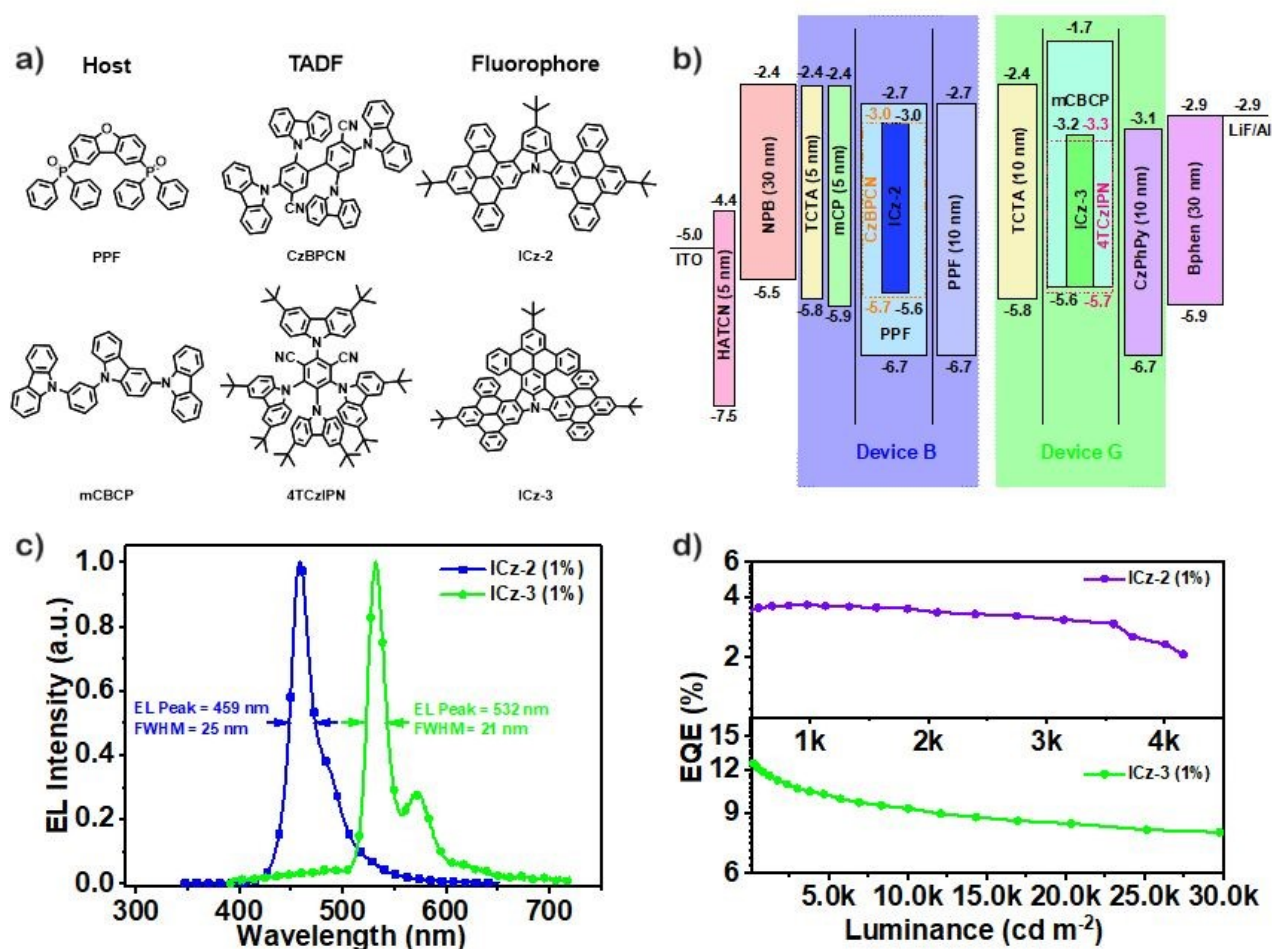 a)
Host
TADF
Fluorophore
PPF
CzBPCN
ICz-2
mCBCP
4TCzIPN
ICz-3
b)
-5.0
ITO
-4.4
HATCN (5 nm)
-7.5
-2.4
NPB (30 nm)
-5.5
-2.4
TCTA (5 nm)
-5.8
-2.4
mCP (5 nm)
-5.9
-2.7
-3.0
-3.0
CzBPCN
ICz-2
-5.7
-5.6
PPF
-6.7
-2.7
PPF (10 nm)
-6.7
Device B
-2.4
TCTA (10 nm)
-5.8
-1.7
mCBCP
-3.2
-3.3
ICz-3
4TCzIPN
-5.6
-5.7
-3.1
CzPhPy (10 nm)
-6.7
Device G
-2.9
Bphen (30 nm)
-5.9
-2.9
LiF/Al
c)
EL Intensity (a.u.)
1.0
0.8
0.6
0.4
0.2
0.0
ICz-2 (1%)
ICz-3 (1%)
EL Peak = 459 nm
FWHM = 25 nm
EL Peak = 532 nm
FWHM = 21 nm
300 400 500 600 700
Wavelength (nm)
d)
EQE (%)
6
4
2
ICz-2 (1%)
1k 2k 3k 4k
15
12
9
6
ICz-3 (1%)
5.0k 10.0k 15.0k 20.0k 25.0k 30.0k
Luminance (cd m⁻²)
N
O
P
CN
NC